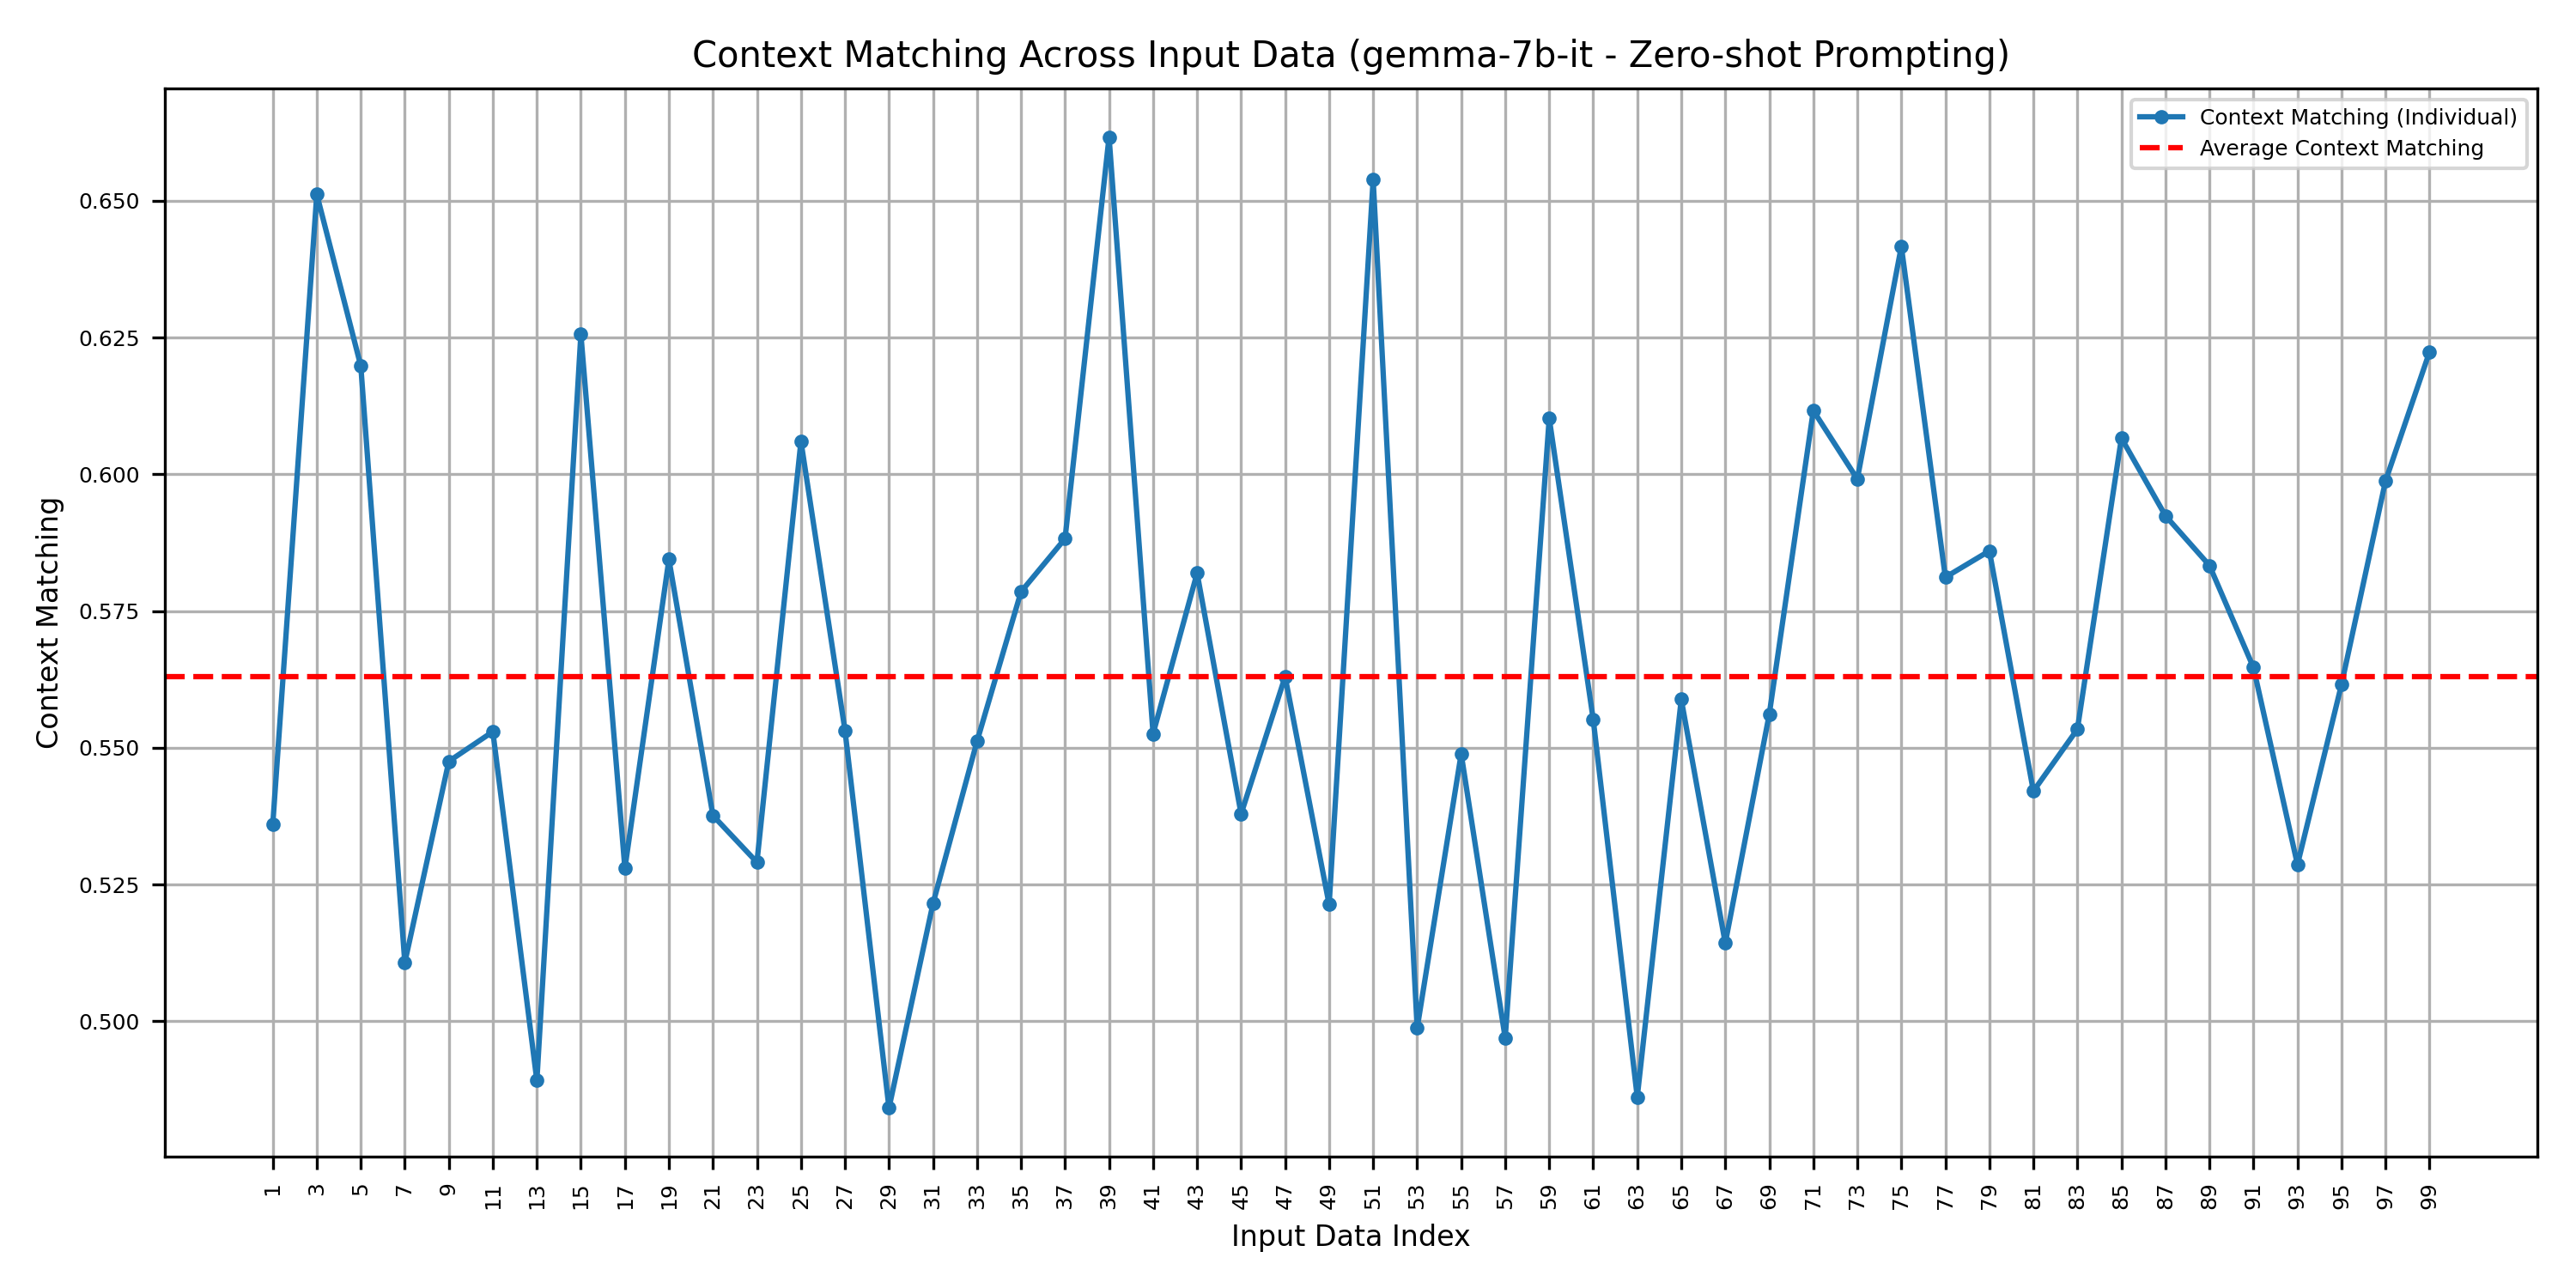 Context Matching Across Input Data (gemma-7b-it - Zero-shot Prompting)
Context Matching (Individual)
Average Context Matching
Context Matching
0.650
0.625
0.600
0.575
0.550
0.525
0.500
1 3 5 7 9 11 13 15 17 19 21 23 25 27 29 31 33 35 37 39 41 43 45 47 49 51 53 55 57 59 61 63 65 67 69 71 73 75 77 79 81 83 85 87 89 91 93 95 97 99
Input Data Index